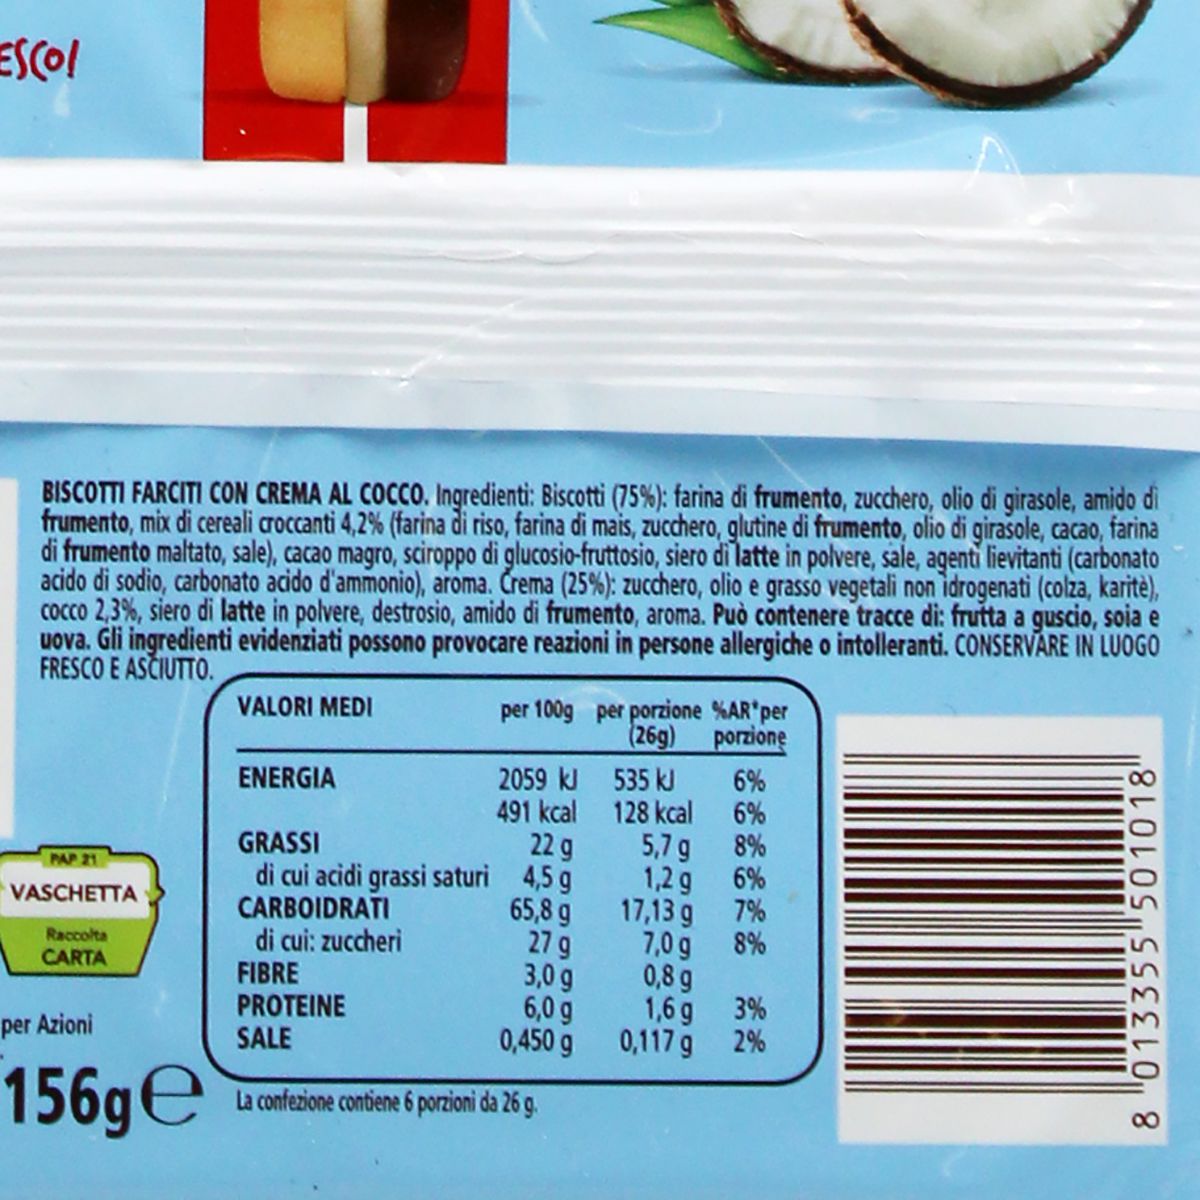 ESCO!
BISCOTTI FARCITI CON CREMA AL COCCO. Ingredienti: Biscotti (75%): farina di frumento, zucchero, olio di girasole, amido di
frumento, mix di cereali croccanti 4,2% (farina di riso, farina di mais, zucchero, glutine di frumento, olio di girasole, cacao, farina
di frumento maltato, sale), cacao magro, sciroppo di glucosio-fruttosio, siero di latte in polvere, sale, agenti lievitanti (carbonato
acido di sodio, carbonato acido d'ammonio), aroma. Crema (25%): zucchero, olio e grasso vegetali non idrogenati (colza, karitè),
cocco 2,3%, siero di latte in polvere, destrosio, amido di frumento, aroma. Può contenere tracce di: frutta a guscio, soia e
uova. Gli ingredienti evidenziati possono provocare reazioni in persone allergiche o intolleranti. CONSERVARE IN LUOGO
FRESCO E ASCIUTTO.
VALORI MEDI per 100g per porzione (26g) %AR*per porzione
ENERGIA 2059 kJ 535 kJ 6%
491 kcal 128 kcal 6%
GRASSI 22 g 5,7 g 8%
di cui acidi grassi saturi 4,5 g 1,2 g 6%
CARBOIDRATI 65,8 g 17,13 g 7%
di cui: zuccheri 27 g 7,0 g 8%
FIBRE 3,0 g 0,8 g
PROTEINE 6,0 g 1,6 g 3%
SALE 0,450 g 0,117 g 2%
La confezione contiene 6 porzioni da 26 g.
PAP 21
VASCHETTA
Raccolta
CARTA
per Azioni
156g e
8 013355 501018